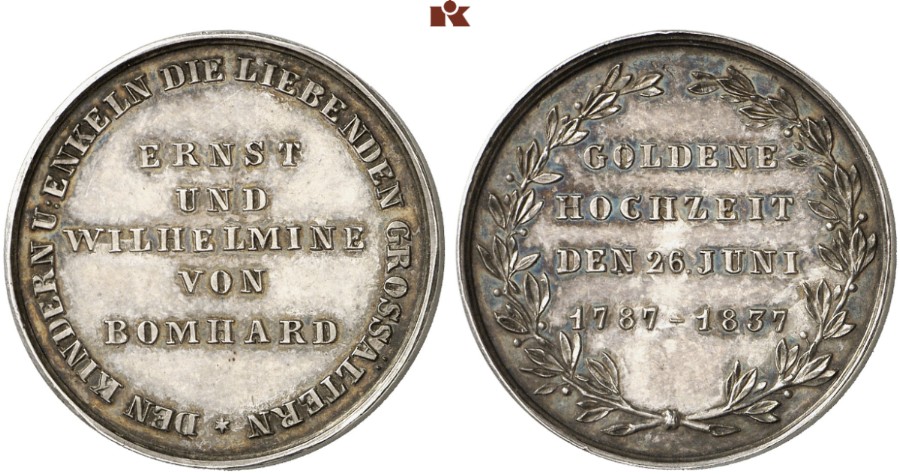 DEN KINDERN U: ENKELN DIE LIEBENDEN GROSSÄLTERN *
ERNST
UND
WILHELMINE
VON
BOMHARD
GOLDENE
HOCHZEIT
DEN 26. JUNI
1787-1837